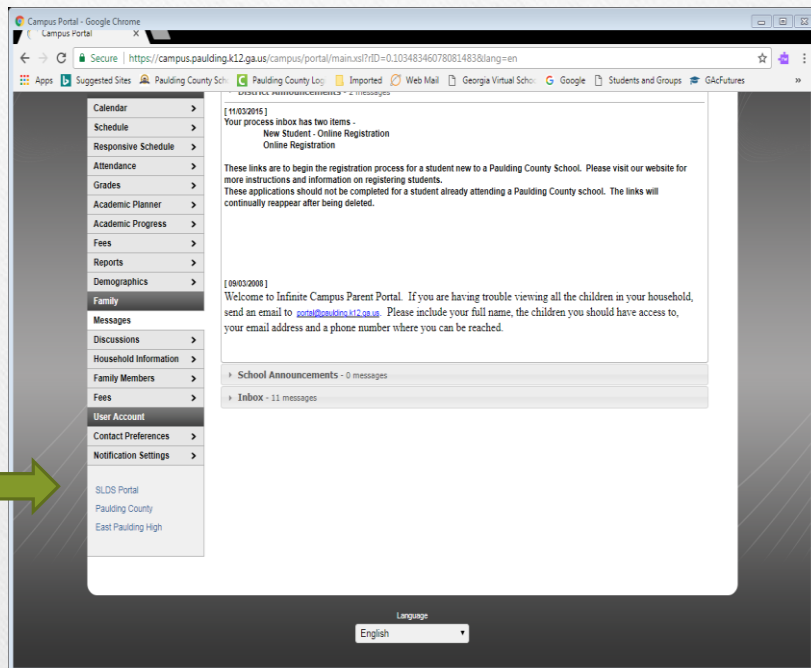 Campus Portal - Google Chrome
Campus Portal
Secure | https://campus.paulding.k12.ga.us/campus/portal/main.xsl?rID=0.10348346078081483&lang=en
Apps Suggested Sites Paulding County Sch Paulding County Log Imported Web Mail Georgia Virtual Schoo Google Students and Groups GAcFutures »
District Announcements - 2 messages
Calendar
Schedule
Responsive Schedule
Attendance
Grades
Academic Planner
Academic Progress
Fees
Reports
Demographics
Family
Messages
Discussions
Household Information
Family Members
Fees
User Account
Contact Preferences
Notification Settings
SLDS Portal
Paulding County
East Paulding High
[ 11/03/2015 ]
Your process inbox has two items -
New Student - Online Registration
Online Registration
These links are to begin the registration process for a student new to a Paulding County School. Please visit our website for
more instructions and information on registering students.
These applications should not be completed for a student already attending a Paulding County school. The links will
continually reappear after being deleted.
[ 09/03/2008 ]
Welcome to Infinite Campus Parent Portal. If you are having trouble viewing all the children in your household,
send an email to portal@paulding.k12.ga.us. Please include your full name, the children you should have access to,
your email address and a phone number where you can be reached.
School Announcements - 0 messages
Inbox - 11 messages
Language
English